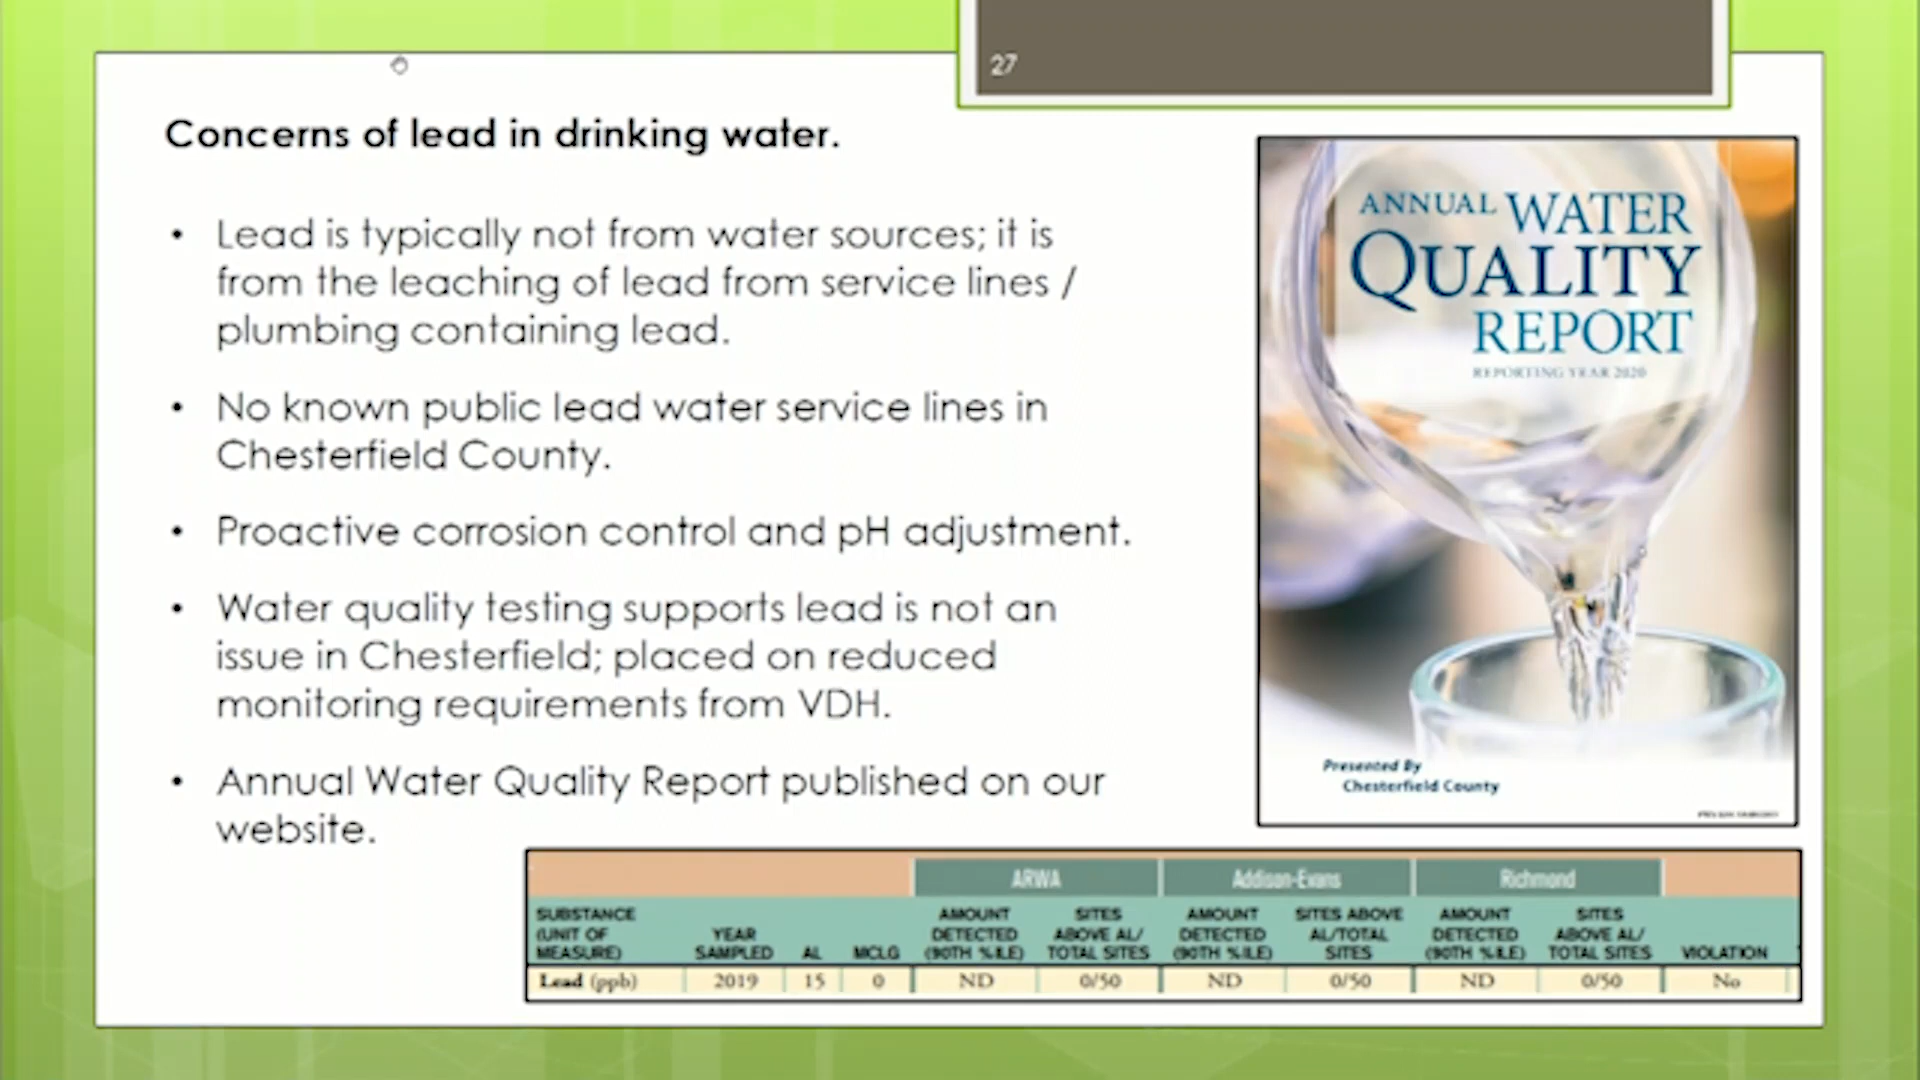 27
Concerns of lead in drinking water.
• Lead is typically not from water sources; it is
from the leaching of lead from service lines /
plumbing containing lead.
• No known public lead water service lines in
Chesterfield County.
• Proactive corrosion control and pH adjustment.
• Water quality testing supports lead is not an
issue in Chesterfield; placed on reduced
monitoring requirements from VDH.
• Annual Water Quality Report published on our
website.
ANNUAL WATER
QUALITY
REPORT
REPORTING YEAR 2020
Presented By
Chesterfield County
ARWA Addison-Evans Richmond
SUBSTANCE AMOUNT SITES AMOUNT SITES ABOVE AMOUNT SITES
(UNIT OF YEAR DETECTED ABOVE AL/ DETECTED AL/TOTAL DETECTED ABOVE AL/
MEASURE) SAMPLED AL MCLG (90TH %ILE) TOTAL SITES (90TH %ILE) SITES (90TH %ILE) TOTAL SITES VIOLATION
Lead (ppb) 2019 15 0 ND 0/50 ND 0/50 ND 0/50 No